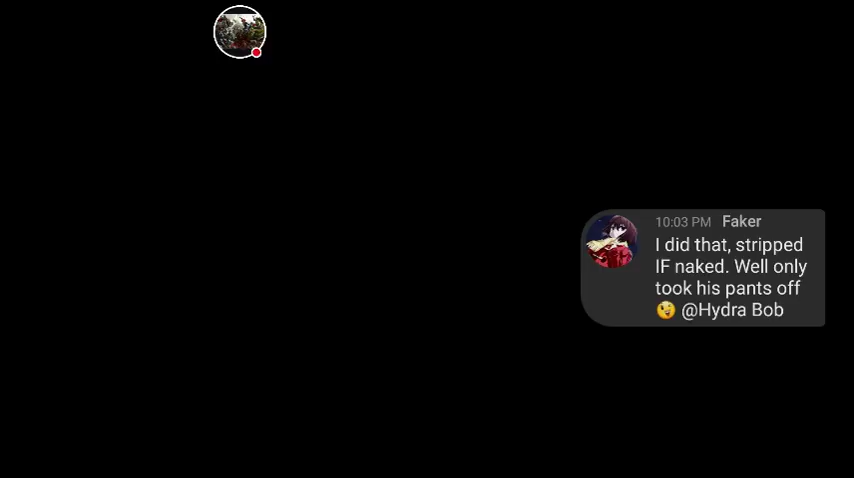 10:03 PM Faker
I did that, stripped
IF naked. Well only
took his pants off
😉 @Hydra Bob